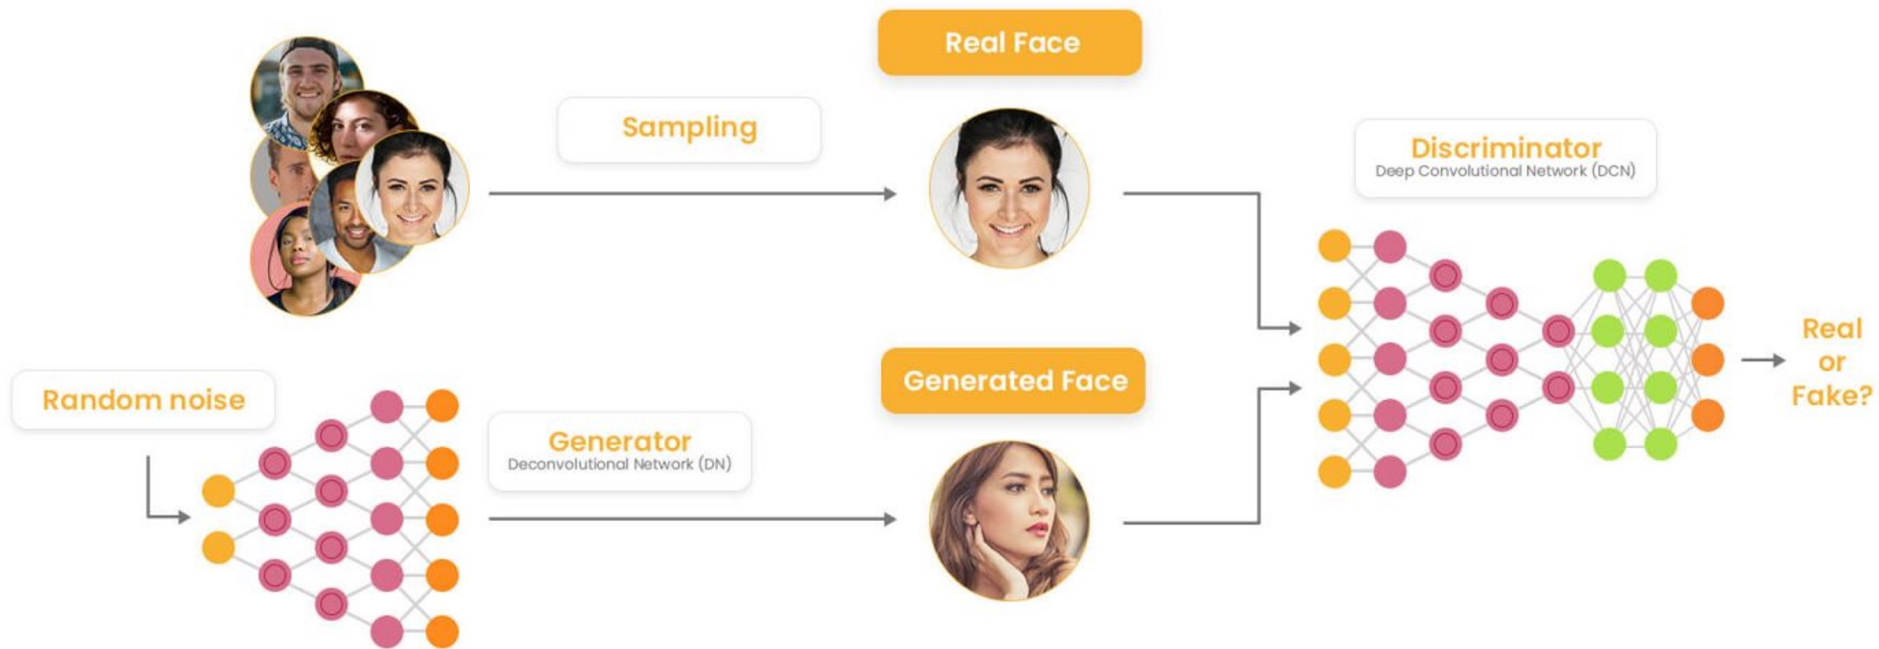 Real Face
Sampling
Discriminator
Deep Convolutional Network (DCN)
Real
or
Fake?
Generated Face
Random noise
Generator
Deconvolutional Network (DN)